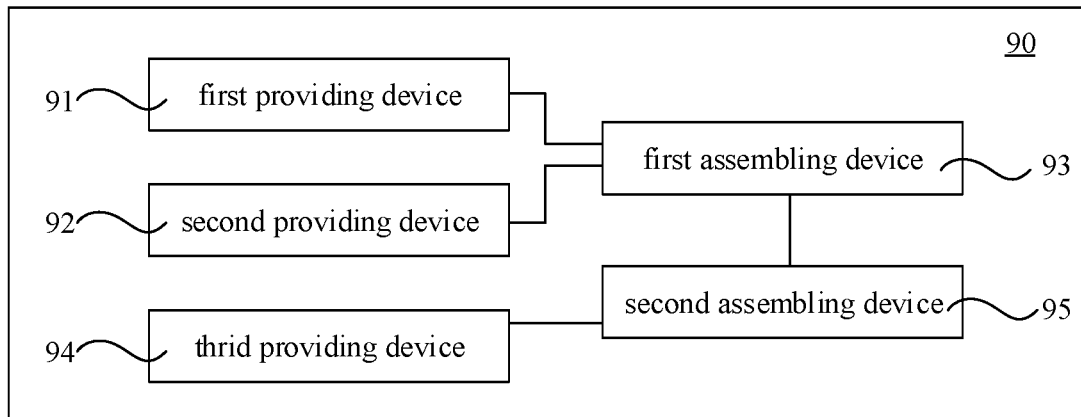 90
91 first providing device
first assembling device 93
92 second providing device
second assembling device 95
94 thrid providing device